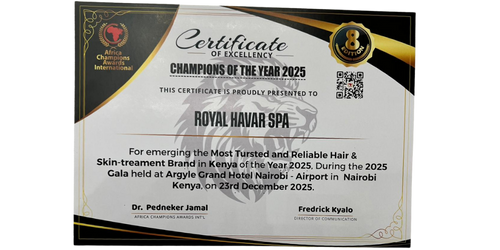 Africa
Champions
Awards
International
Certificate
OF EXCELLENCY
CHAMPIONS OF THE YEAR 2025
8
EDITION
THIS CERTIFICATE IS PROUDLY PRESENTED TO
ROYAL HAVAR SPA
For emerging the Most Tursted and Reliable Hair &
Skin-treament Brand in Kenya of the Year 2025, During the 2025
Gala held at Argyle Grand Hotel Nairobi - Airport in Nairobi
Kenya, on 23rd December 2025.
Dr. Pedneker Jamal
AFRICA CHAMPIONS AWARDS INT'L
Fredrick Kyalo
DIRECTOR OF COMMUNICATION